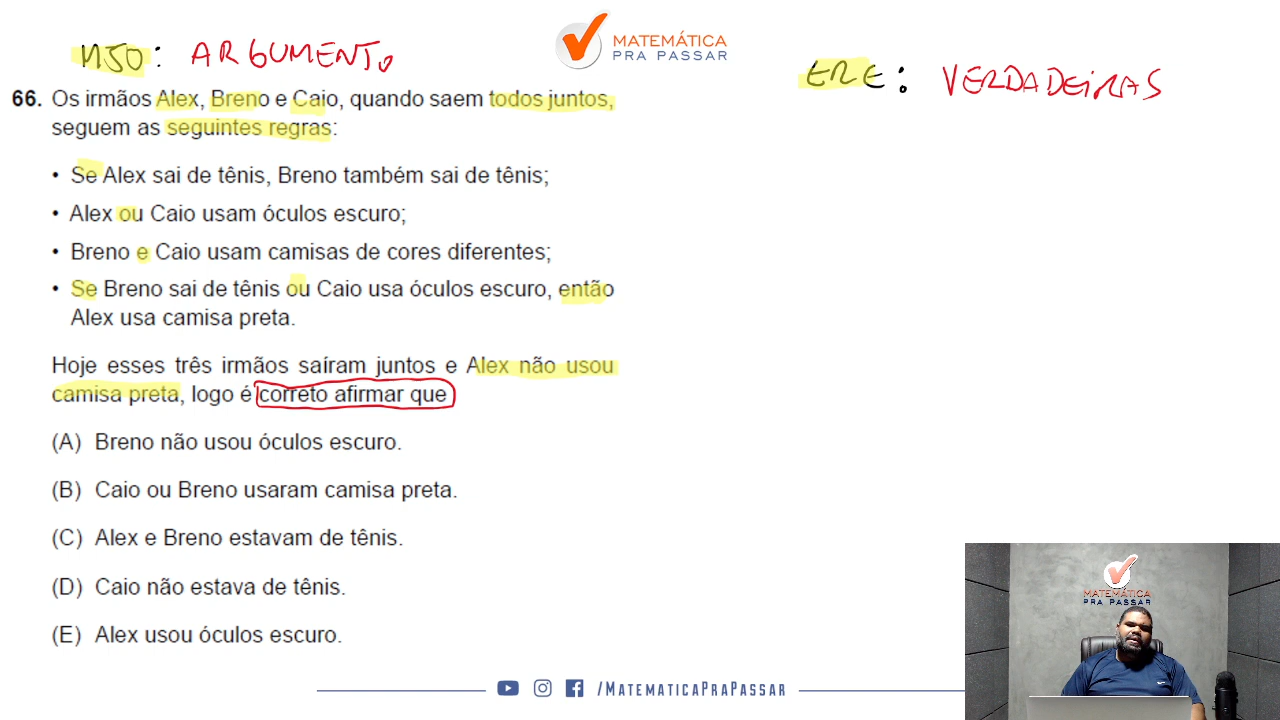 MJO: ARGUMENTO
MATEMÁTICA
PRA PASSAR
ERE: VERDADEIRAS
66. Os irmãos Alex, Breno e Caio, quando saem todos juntos,
seguem as seguintes regras:
• Se Alex sai de tênis, Breno também sai de tênis;
• Alex ou Caio usam óculos escuro;
• Breno e Caio usam camisas de cores diferentes;
• Se Breno sai de tênis ou Caio usa óculos escuro, então
Alex usa camisa preta.
Hoje esses três irmãos saíram juntos e Alex não usou
camisa preta, logo é correto afirmar que
(A) Breno não usou óculos escuro.
(B) Caio ou Breno usaram camisa preta.
(C) Alex e Breno estavam de tênis.
(D) Caio não estava de tênis.
(E) Alex usou óculos escuro.
MATEMÁTICA
PRA PASSAR
/MATEMATICAPRAPASSAR